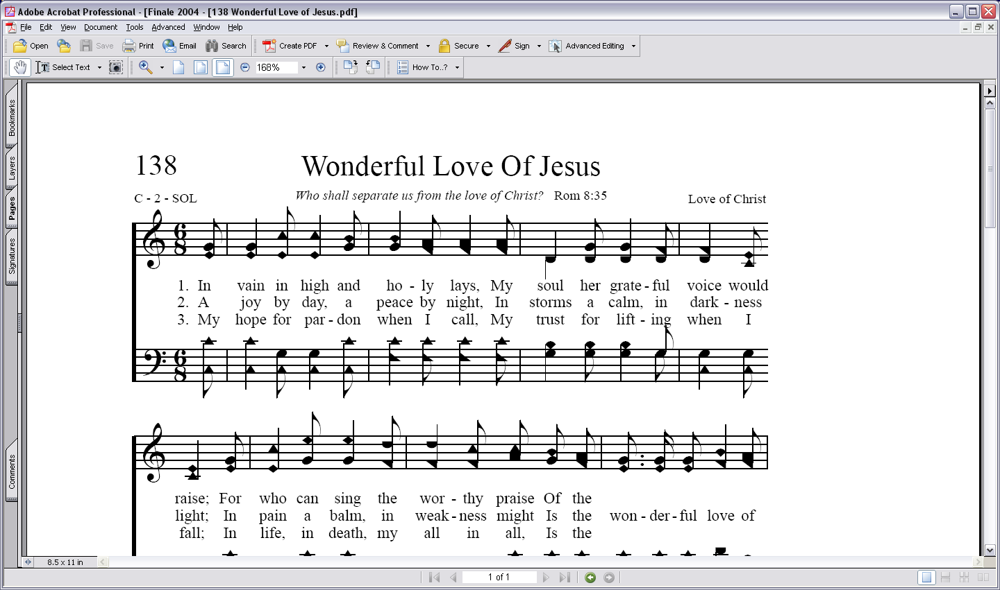 Adobe Acrobat Professional - [Finale 2004 - [138 Wonderful Love of Jesus.pdf]
File Edit View Document Tools Advanced Window Help
Open Save Print Email Search Create PDF Review & Comment Secure Sign Advanced Editing
Select Text 168% How To..?
Bookmarks
Layers
Pages
Signatures
Comments
138 Wonderful Love Of Jesus
C - 2 - SOL Who shall separate us from the love of Christ? Rom 8:35 Love of Christ
6 8
1. In vain in high and ho - ly lays, My soul her grate - ful voice would
2. A joy by day, a peace by night, In storms a calm, in dark - ness
3. My hope for par - don when I call, My trust for lift - ing when I
6 8
raise; For who can sing the wor - thy praise Of the
light; In pain a balm, in weak - ness might Is the won - der - ful love of
fall; In life, in death, my all in all, Is the
8.5 x 11 in
1 of 1